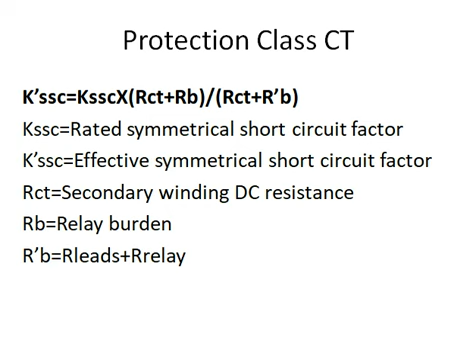 Protection Class CT
K’ssc=KsscX(Rct+Rb)/(Rct+R’b)
Kssc=Rated symmetrical short circuit factor
K’ssc=Effective symmetrical short circuit factor
Rct=Secondary winding DC resistance
Rb=Relay burden
R’b=Rleads+Rrelay